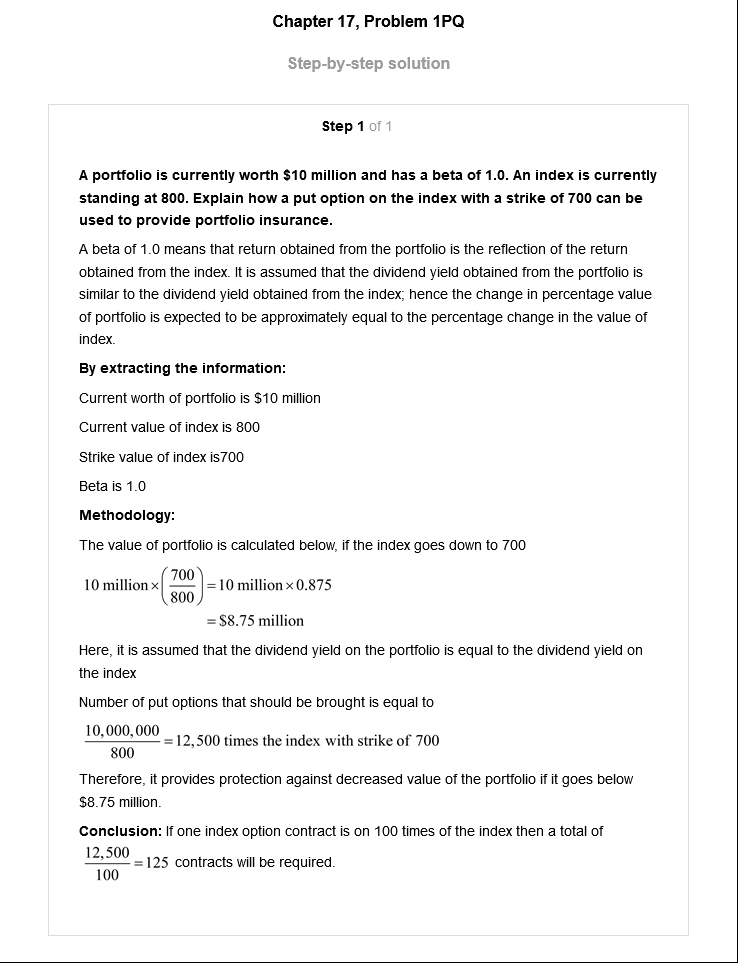 Chapter 17, Problem 1PQ
Step-by-step solution
Step 1 of 1
A portfolio is currently worth $10 million and has a beta of 1.0. An index is currently
standing at 800. Explain how a put option on the index with a strike of 700 can be
used to provide portfolio insurance.
A beta of 1.0 means that return obtained from the portfolio is the reflection of the return
obtained from the index. It is assumed that the dividend yield obtained from the portfolio is
similar to the dividend yield obtained from the index; hence the change in percentage value
of portfolio is expected to be approximately equal to the percentage change in the value of
index.
By extracting the information:
Current worth of portfolio is $10 million
Current value of index is 800
Strike value of index is700
Beta is 1.0
Methodology:
The value of portfolio is calculated below, if the index goes down to 700
10 million × (700/800) = 10 million × 0.875
= $8.75 million
Here, it is assumed that the dividend yield on the portfolio is equal to the dividend yield on
the index
Number of put options that should be brought is equal to
10,000,000/800 = 12,500 times the index with strike of 700
Therefore, it provides protection against decreased value of the portfolio if it goes below
$8.75 million.
Conclusion: If one index option contract is on 100 times of the index then a total of
12,500/100 = 125 contracts will be required.